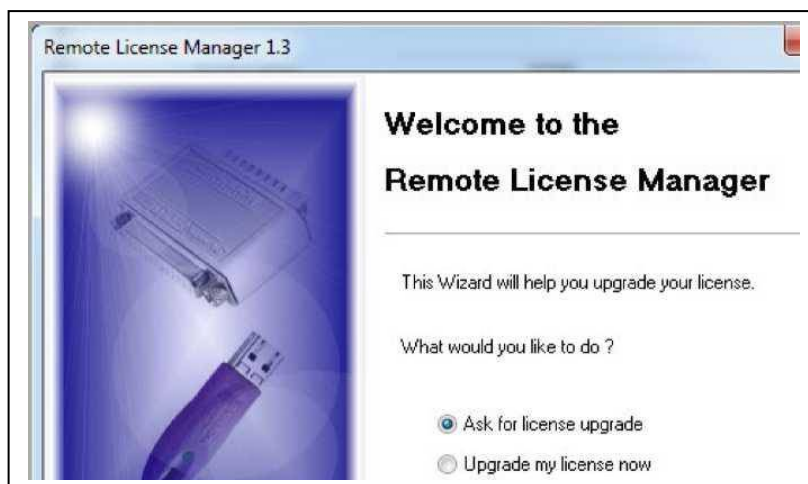 Remote License Manager 1.3
Welcome to the
Remote License Manager
This Wizard will help you upgrade your license.
What would you like to do ?
Ask for license upgrade
Upgrade my license now